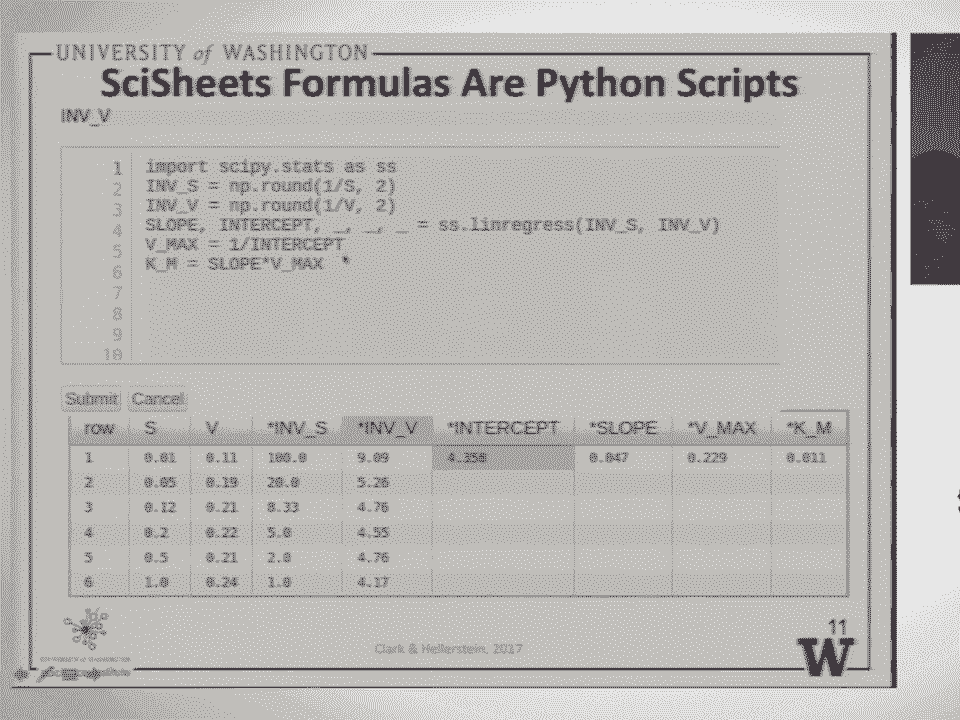 UNIVERSITY of WASHINGTON
SciSheets Formulas Are Python Scripts
INV_V
1 import scipy.stats as ss
2 INV_S = np.round(1/S, 2)
3 INV_V = np.round(1/V, 2)
4 SLOPE, INTERCEPT, _, _, _ = ss.linregress(INV_S, INV_V)
5 V_MAX = 1/INTERCEPT
6 K_M = SLOPE*V_MAX
7
8
9
10
Submit Cancel
row S V *INV_S *INV_V *INTERCEPT *SLOPE *V_MAX *K_M
1 0.01 0.11 100.0 9.09 4.358 0.047 0.229 0.011
2 0.05 0.19 20.0 5.26
3 0.12 0.21 8.33 4.76
4 0.2 0.22 5.0 4.55
5 0.5 0.21 2.0 4.76
6 1.0 0.24 1.0 4.17
11
Clark & Hellerstein, 2017
W